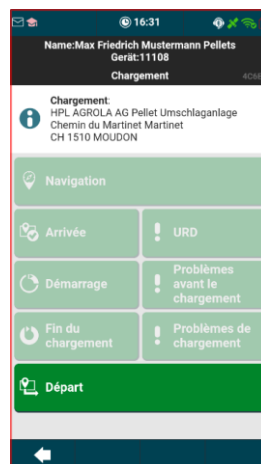 16:31
Name:Max Friedrich Mustermann Pellets
Gerät:11108
Chargement
4C6E
Chargement:
HPL AGROLA AG Pellet Umschlaganlage
Chemin du Martinet Martinet
CH 1510 MOUDON
Navigation
Arrivée
URD
Démarrage
Problèmes
avant le
chargement
Fin du
chargement
Problèmes de
chargement
Départ